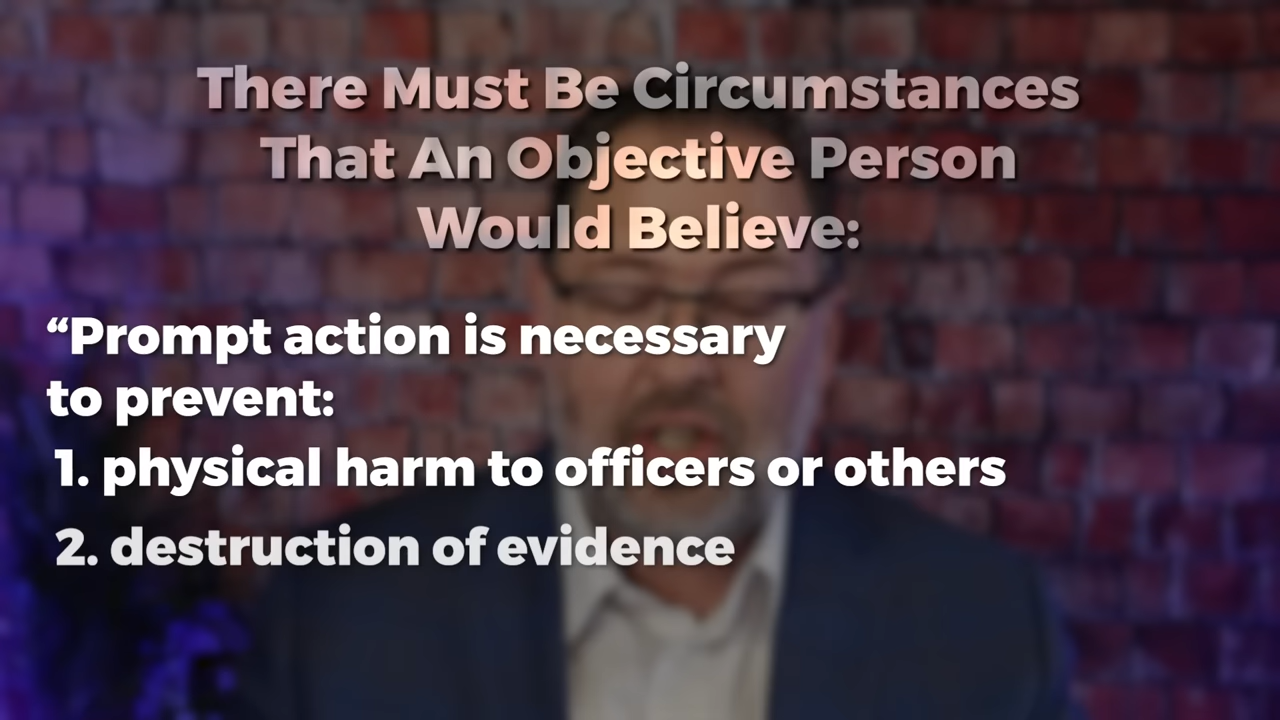 There Must Be Circumstances
That An Objective Person
Would Believe:
“Prompt action is necessary
to prevent:
1. physical harm to officers or others
2. destruction of evidence